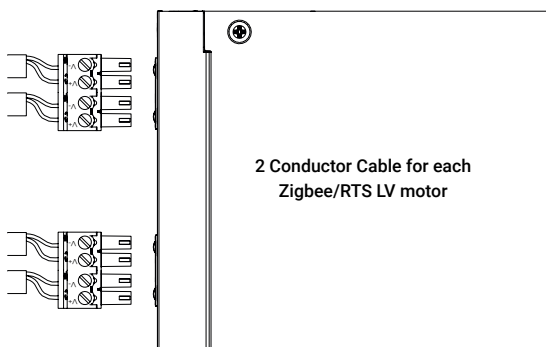 V-
V+
V-
V+
2 Conductor Cable for each
Zigbee/RTS LV motor
V-
V+
V-
V+